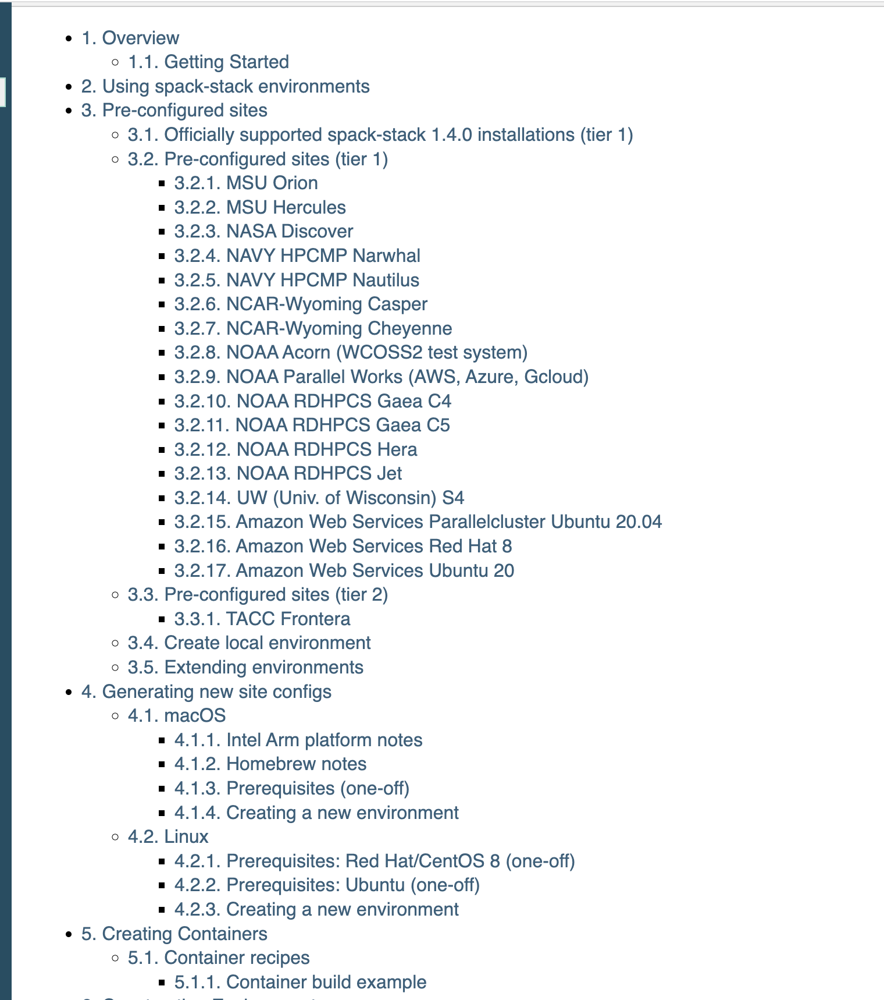 1. Overview
1.1. Getting Started
2. Using spack-stack environments
3. Pre-configured sites
3.1. Officially supported spack-stack 1.4.0 installations (tier 1)
3.2. Pre-configured sites (tier 1)
3.2.1. MSU Orion
3.2.2. MSU Hercules
3.2.3. NASA Discover
3.2.4. NAVY HPCMP Narwhal
3.2.5. NAVY HPCMP Nautilus
3.2.6. NCAR-Wyoming Casper
3.2.7. NCAR-Wyoming Cheyenne
3.2.8. NOAA Acorn (WCOSS2 test system)
3.2.9. NOAA Parallel Works (AWS, Azure, Gcloud)
3.2.10. NOAA RDHPCS Gaea C4
3.2.11. NOAA RDHPCS Gaea C5
3.2.12. NOAA RDHPCS Hera
3.2.13. NOAA RDHPCS Jet
3.2.14. UW (Univ. of Wisconsin) S4
3.2.15. Amazon Web Services Parallelcluster Ubuntu 20.04
3.2.16. Amazon Web Services Red Hat 8
3.2.17. Amazon Web Services Ubuntu 20
3.3. Pre-configured sites (tier 2)
3.3.1. TACC Frontera
3.4. Create local environment
3.5. Extending environments
4. Generating new site configs
4.1. macOS
4.1.1. Intel Arm platform notes
4.1.2. Homebrew notes
4.1.3. Prerequisites (one-off)
4.1.4. Creating a new environment
4.2. Linux
4.2.1. Prerequisites: Red Hat/CentOS 8 (one-off)
4.2.2. Prerequisites: Ubuntu (one-off)
4.2.3. Creating a new environment
5. Creating Containers
5.1. Container recipes
5.1.1. Container build example